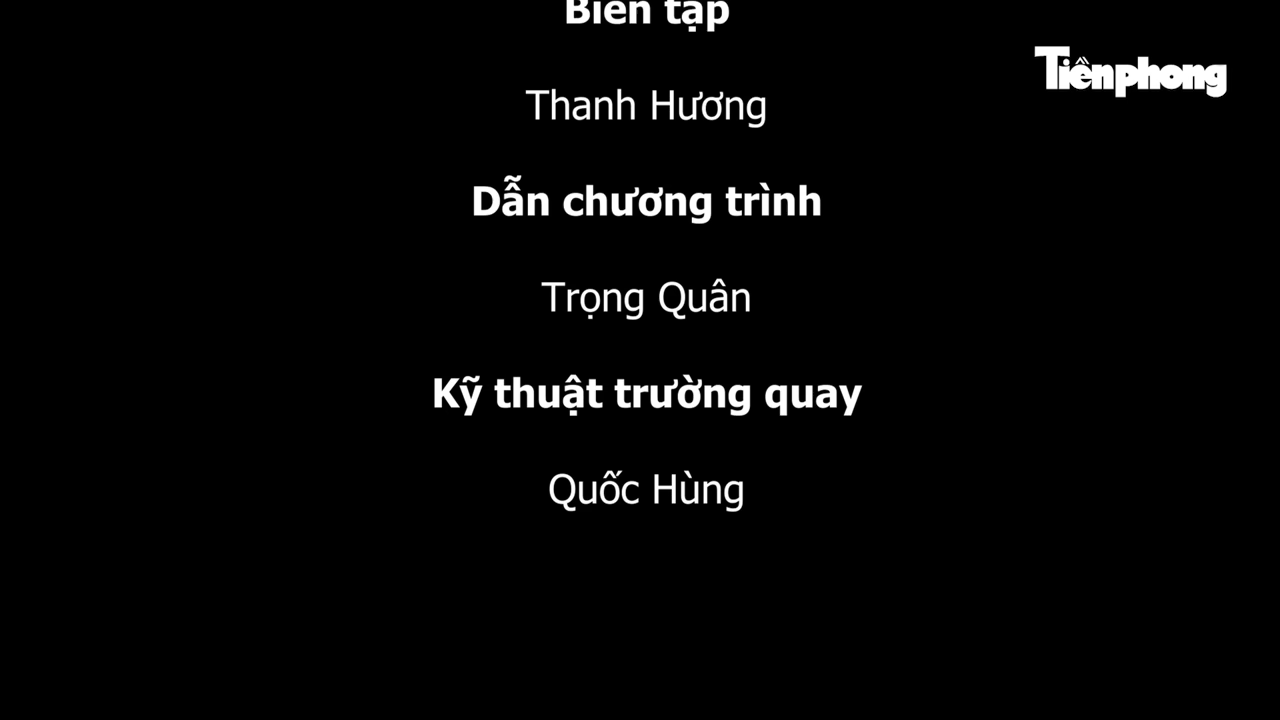 Biên tập
Tiền phong
Thanh Hương
Dẫn chương trình
Trọng Quân
Kỹ thuật trường quay
Quốc Hùng